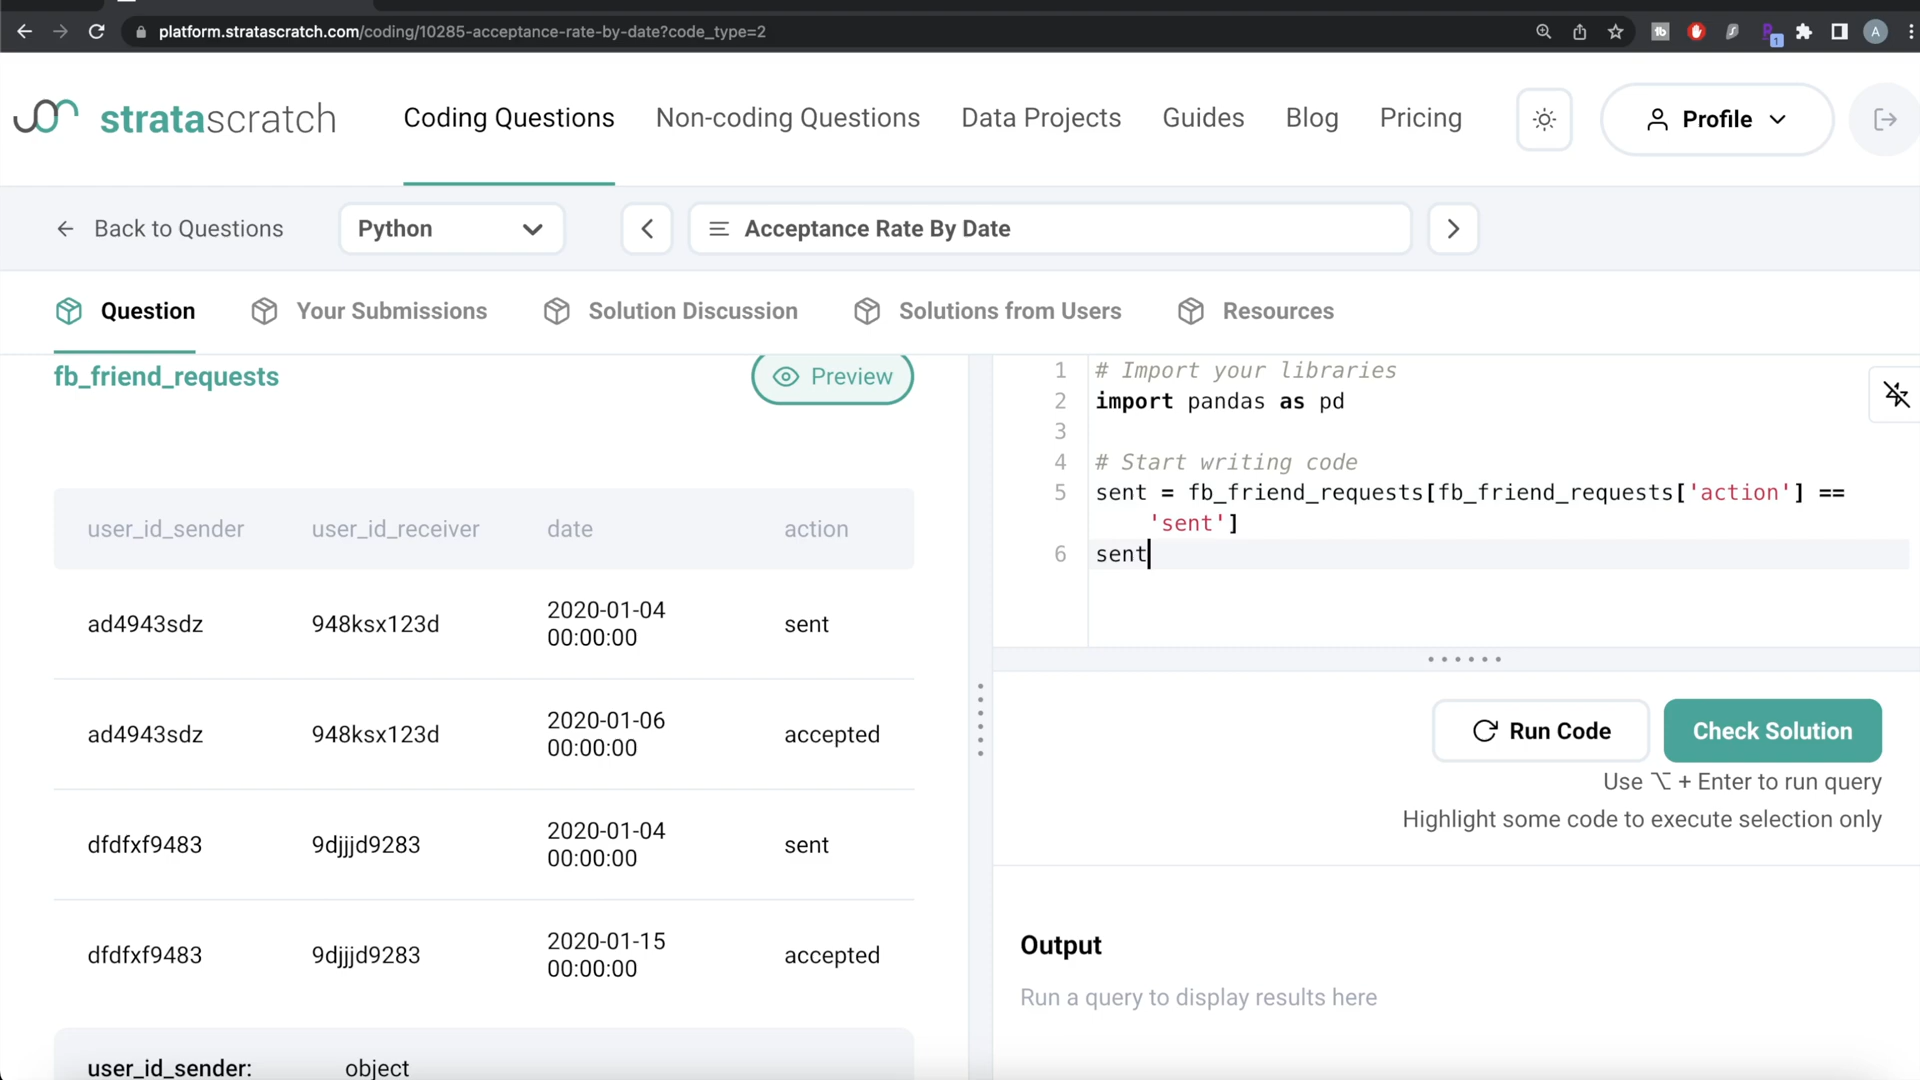 platform.stratascratch.com/coding/10285-acceptance-rate-by-date?code_type=2
1
A
stratascratch
Coding Questions
Non-coding Questions
Data Projects
Guides
Blog
Pricing
Profile
Back to Questions
Python
Acceptance Rate By Date
Question
Your Submissions
Solution Discussion
Solutions from Users
Resources
fb_friend_requests
Preview
user_id_sender user_id_receiver date action
ad4943sdz 948ksx123d 2020-01-04 00:00:00 sent
ad4943sdz 948ksx123d 2020-01-06 00:00:00 accepted
dfdfxf9483 9djjjd9283 2020-01-04 00:00:00 sent
dfdfxf9483 9djjjd9283 2020-01-15 00:00:00 accepted
user_id_sender: object
1 # Import your libraries
2 import pandas as pd
3
4 # Start writing code
5 sent = fb_friend_requests[fb_friend_requests['action'] ==
'sent']
6 sent
Run Code
Check Solution
Use ⌥ + Enter to run query
Highlight some code to execute selection only
Output
Run a query to display results here